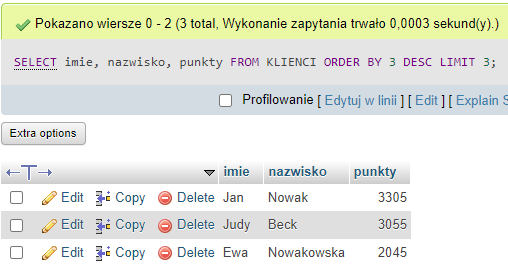 Pokazano wiersze 0 - 2 (3 total, Wykonanie zapytania trwało 0,0003 sekund(y).)
SELECT imie, nazwisko, punkty FROM KLIENCI ORDER BY 3 DESC LIMIT 3;
Profilowanie [ Edytuj w linii ] [ Edit ] [ Explain S
Extra options
←T→ imie nazwisko punkty
Edit Copy Delete Jan Nowak 3305
Edit Copy Delete Judy Beck 3055
Edit Copy Delete Ewa Nowakowska 2045